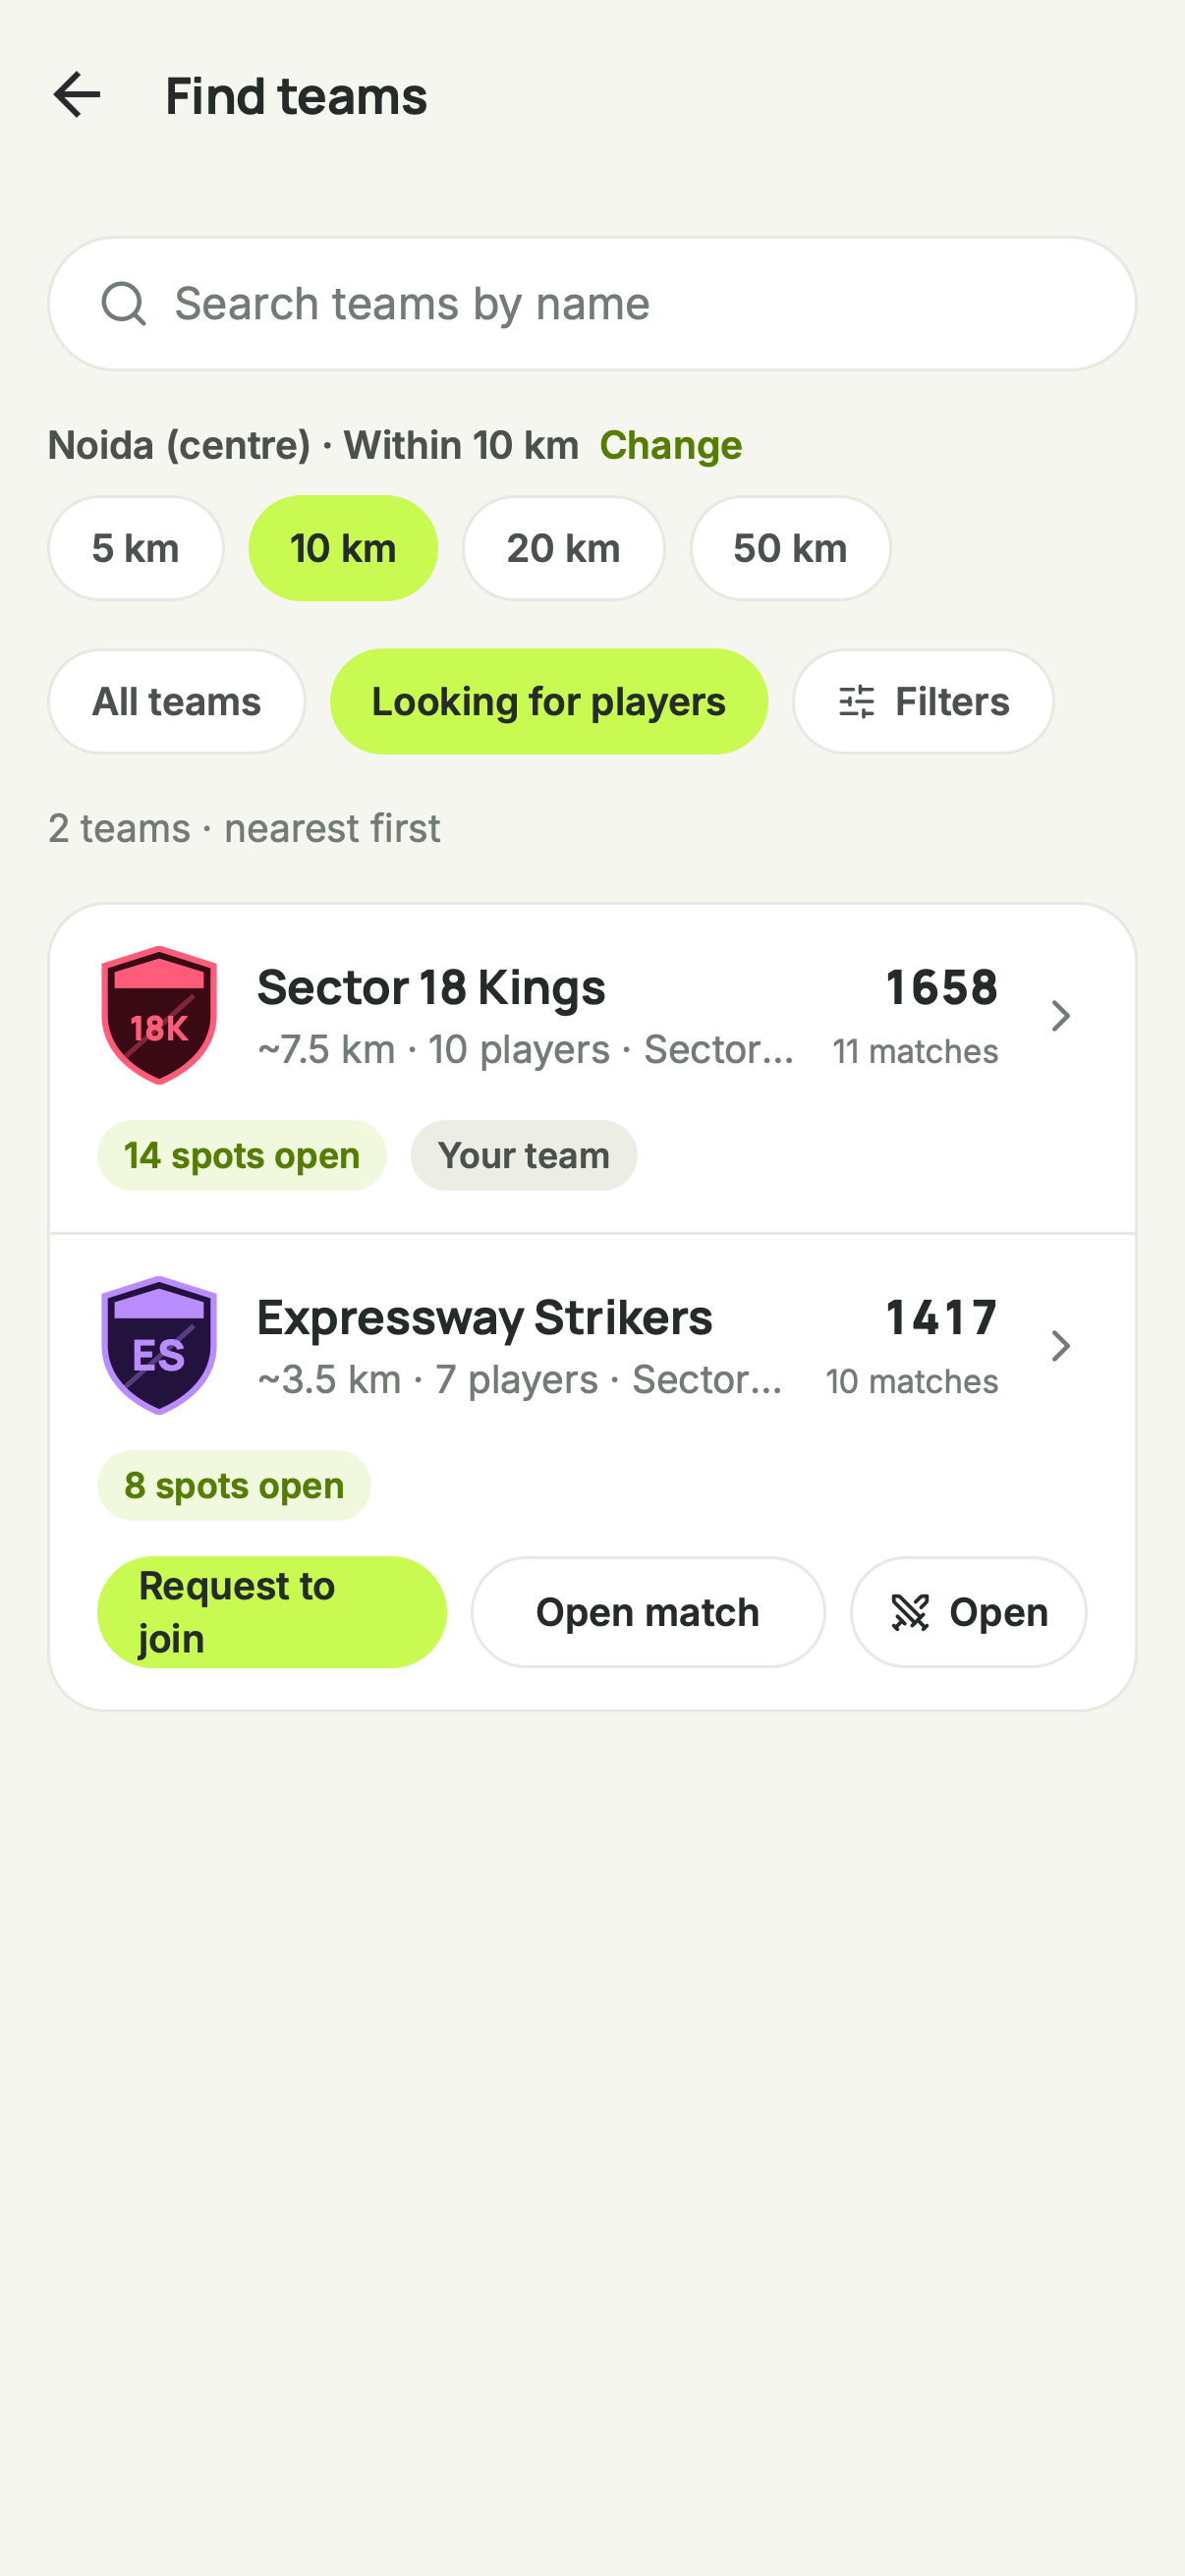 Find teams
Search teams by name
Noida (centre) · Within 10 km Change
5 km 10 km 20 km 50 km
All teams Looking for players Filters
2 teams · nearest first
18K
Sector 18 Kings 1658
~7.5 km · 10 players · Sector... 11 matches
14 spots open Your team
ES
Expressway Strikers 1417
~3.5 km · 7 players · Sector... 10 matches
8 spots open
Request to
join
Open match Open